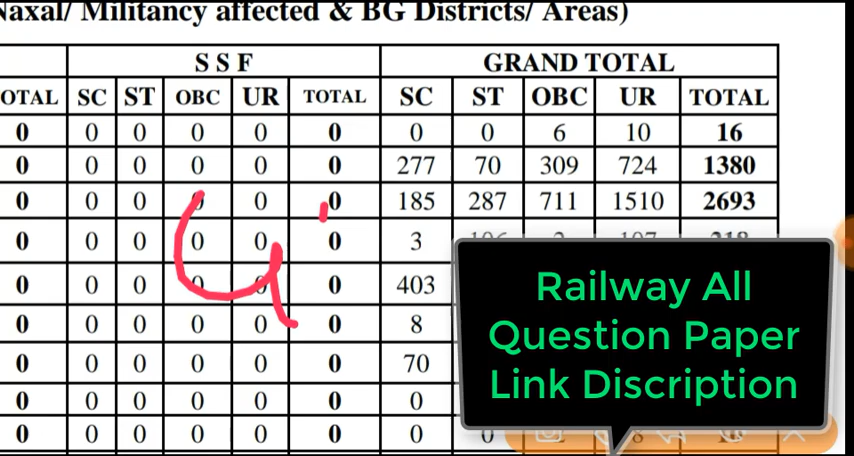 Naxal/ Militancy affected & BG Districts/ Areas)
S S F GRAND TOTAL
OTAL SC ST OBC UR TOTAL SC ST OBC UR TOTAL
0 0 0 0 0 0 0 0 6 10 16
0 0 0 0 0 0 277 70 309 724 1380
0 0 0 0 0 0 185 287 711 1510 2693
0 0 0 0 0 0 3
0 0 0 0 0 0 403
0 0 0 0 0 0 8
0 0 0 0 0 0 70
0 0 0 0 0 0 0
0 0 0 0 0 0 0
Railway All
Question Paper
Link Discription